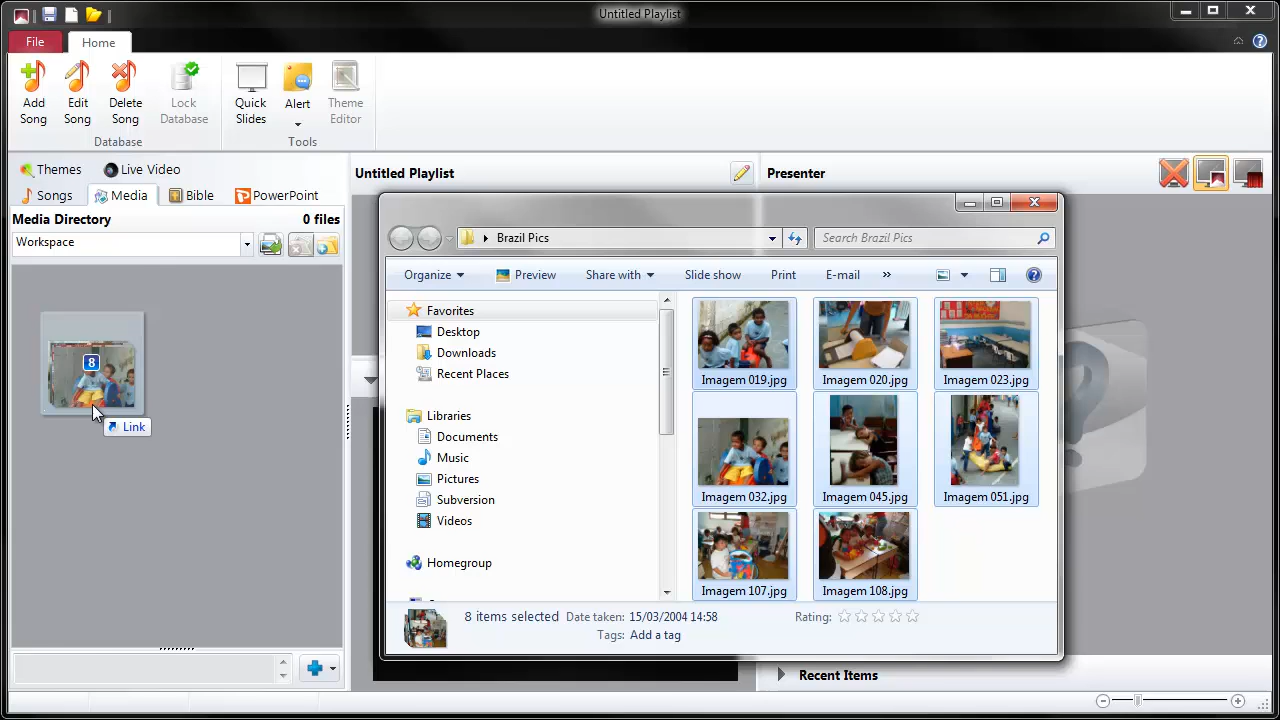 Untitled Playlist
File
Home
Add
Song
Edit
Song
Delete
Song
Lock
Database
Quick
Slides
Alert
Theme
Editor
Database
Tools
Themes
Live Video
Songs
Media
Bible
PowerPoint
Media Directory
0 files
Workspace
8
Link
Untitled Playlist
Presenter
Brazil Pics
Search Brazil Pics
Organize
Preview
Share with
Slide show
Print
E-mail
»
Favorites
Desktop
Downloads
Recent Places
Libraries
Documents
Music
Pictures
Subversion
Videos
Homegroup
Imagem 019.jpg
Imagem 020.jpg
Imagem 023.jpg
Imagem 032.jpg
Imagem 045.jpg
Imagem 051.jpg
Imagem 107.jpg
Imagem 108.jpg
8 items selected
Date taken: 15/03/2004 14:58
Rating:
Tags: Add a tag
Recent Items